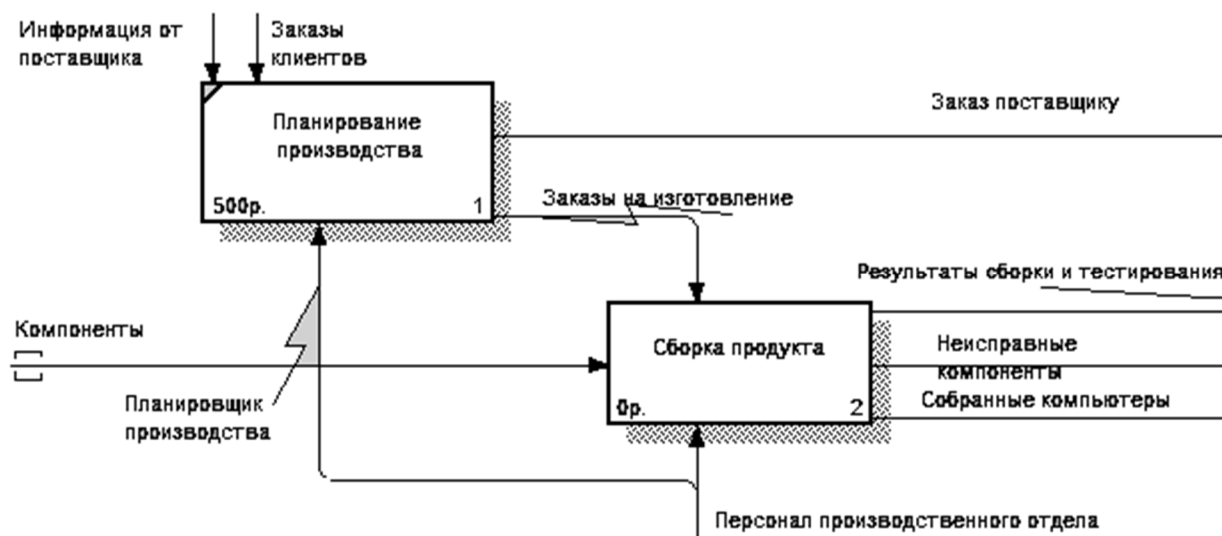 Информация от
поставщика
Заказы
клиентов
Планирование
производства
500р.
1
Заказ поставщику
Заказы на изготовление
Результаты сборки и тестирования
Компоненты
Сборка продукта
0р.
2
Неисправные
компоненты
Собранные компьютеры
Планировщик
производства
Персонал производственного отдела